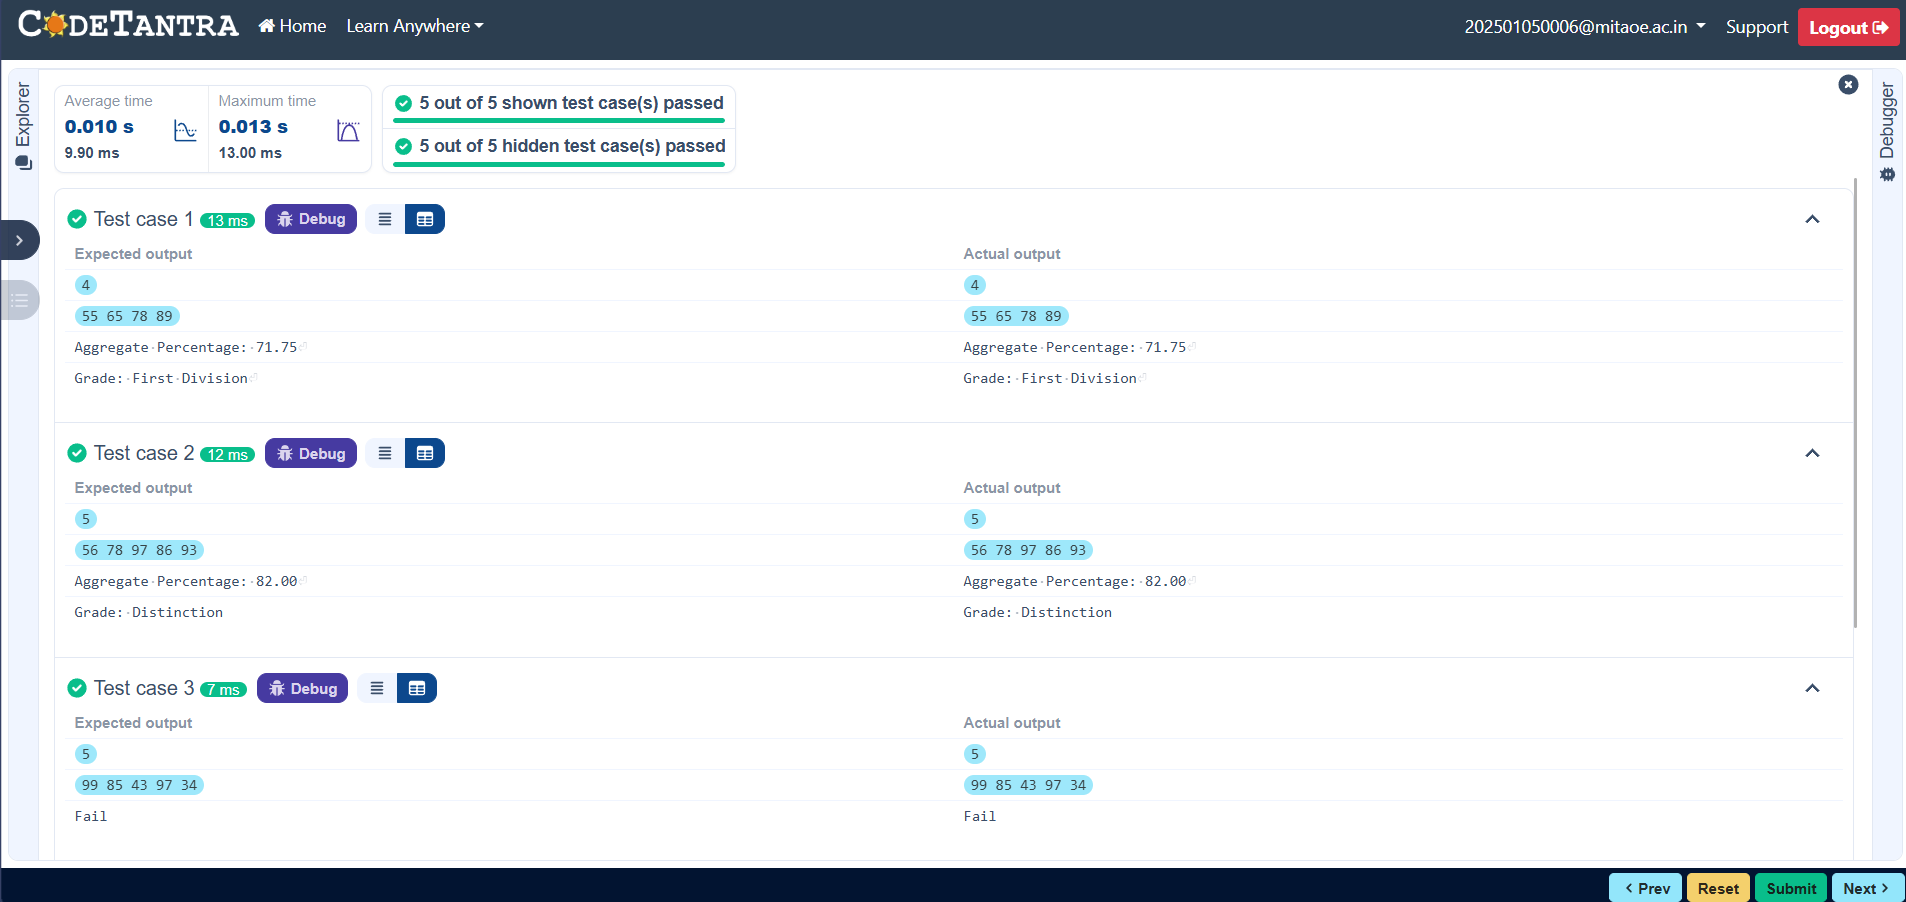 CODETANTRA Home Learn Anywhere 202501050006@mitaoe.ac.in Support Logout
Explorer
Debugger
Average time
0.010 s
9.90 ms
Maximum time
0.013 s
13.00 ms
5 out of 5 shown test case(s) passed
5 out of 5 hidden test case(s) passed
Test case 1 13 ms Debug
Expected output Actual output
4 4
55 65 78 89 55 65 78 89
Aggregate·Percentage:·71.75⏎ Aggregate·Percentage:·71.75⏎
Grade:·First·Division⏎ Grade:·First·Division⏎
Test case 2 12 ms Debug
Expected output Actual output
5 5
56 78 97 86 93 56 78 97 86 93
Aggregate·Percentage:·82.00⏎ Aggregate·Percentage:·82.00⏎
Grade:·Distinction Grade:·Distinction
Test case 3 7 ms Debug
Expected output Actual output
5 5
99 85 43 97 34 99 85 43 97 34
Fail Fail
Prev Reset Submit Next